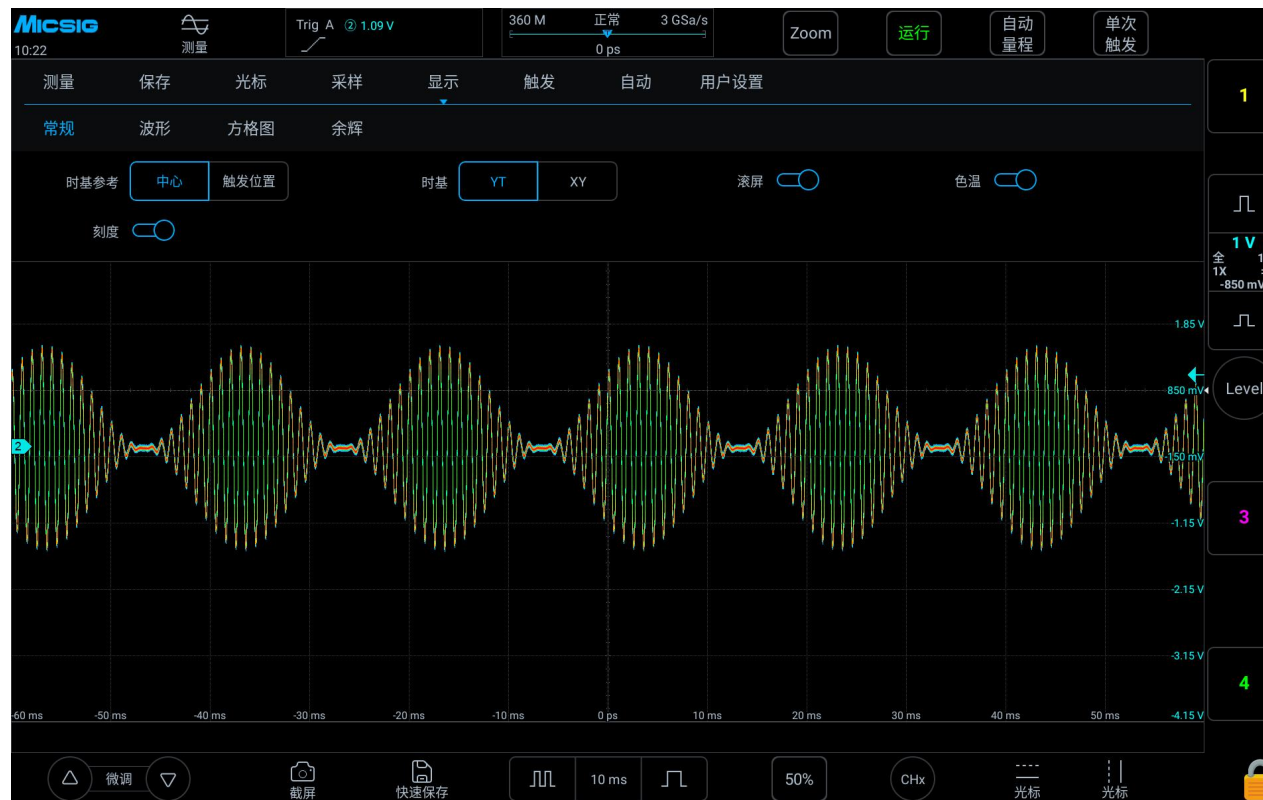 Micsig
10:22
测量
Trig A ② 1.09 V
360 M 正常 3 GSa/s
0 ps
Zoom
运行
自动
量程
单次
触发
测量 保存 光标 采样 显示 触发 自动 用户设置
常规 波形 方格图 余辉
时基参考 中心 触发位置 时基 YT XY 滚屏 色温
刻度
1
1 V
全 1
1X
-850 mV
Level
3
4
1.85 V
850 mV
2
-150 mV
-1.15 V
-2.15 V
-3.15 V
-4.15 V
-60 ms -50 ms -40 ms -30 ms -20 ms -10 ms 0 ps 10 ms 20 ms 30 ms 40 ms 50 ms
微调
截屏
快速保存
10 ms
50%
CHx
光标
光标